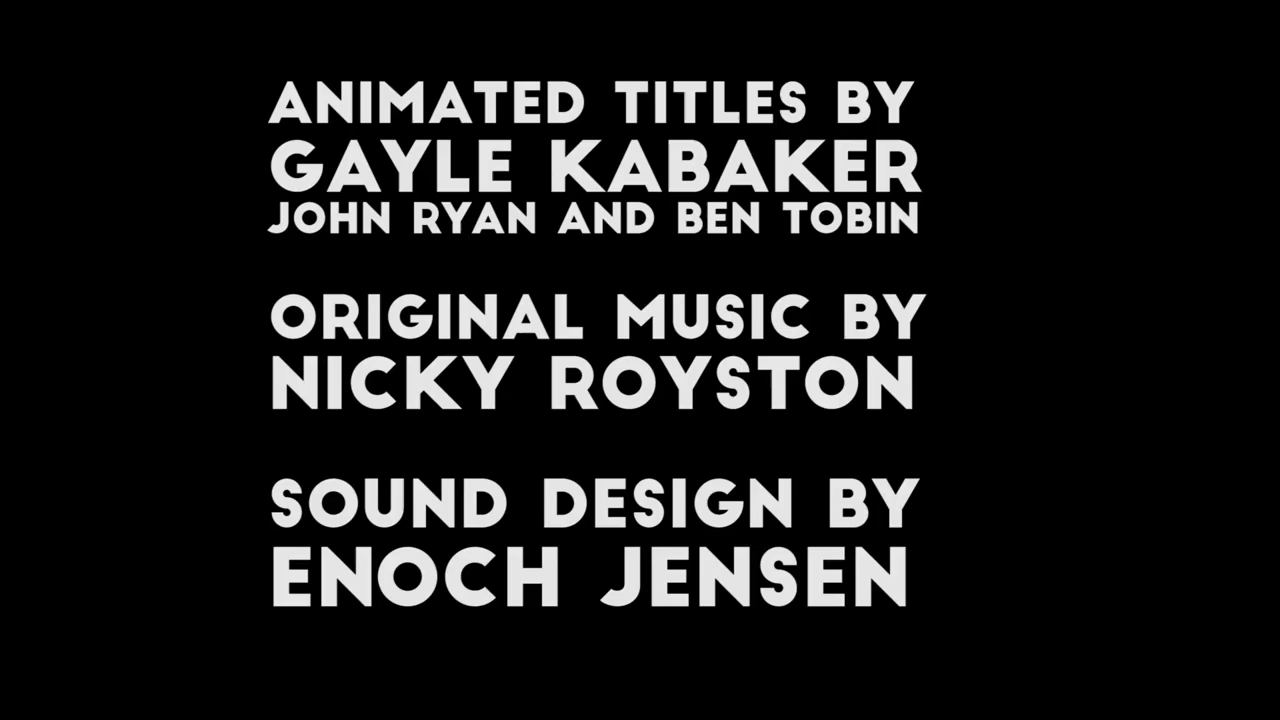 ANIMATED TITLES BY
GAYLE KABAKER
JOHN RYAN AND BEN TOBIN
ORIGINAL MUSIC BY
NICKY ROYSTON
SOUND DESIGN BY
ENOCH JENSEN